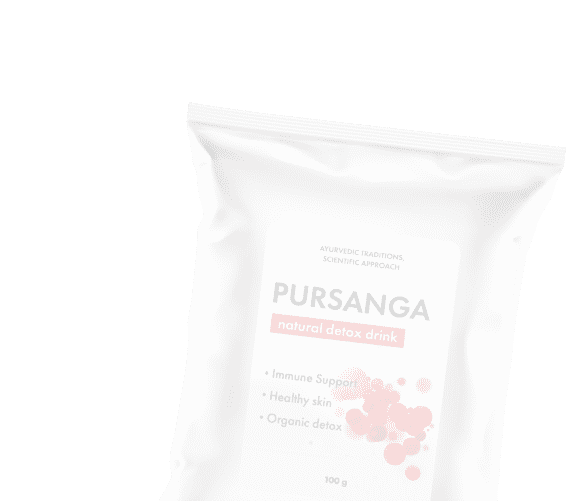 AYURVEDIC TRADITIONS,
SCIENTIFIC APPROACH
PURSANGA
natural detox drink
• Immune Support
• Healthy skin
• Organic detox
100 g